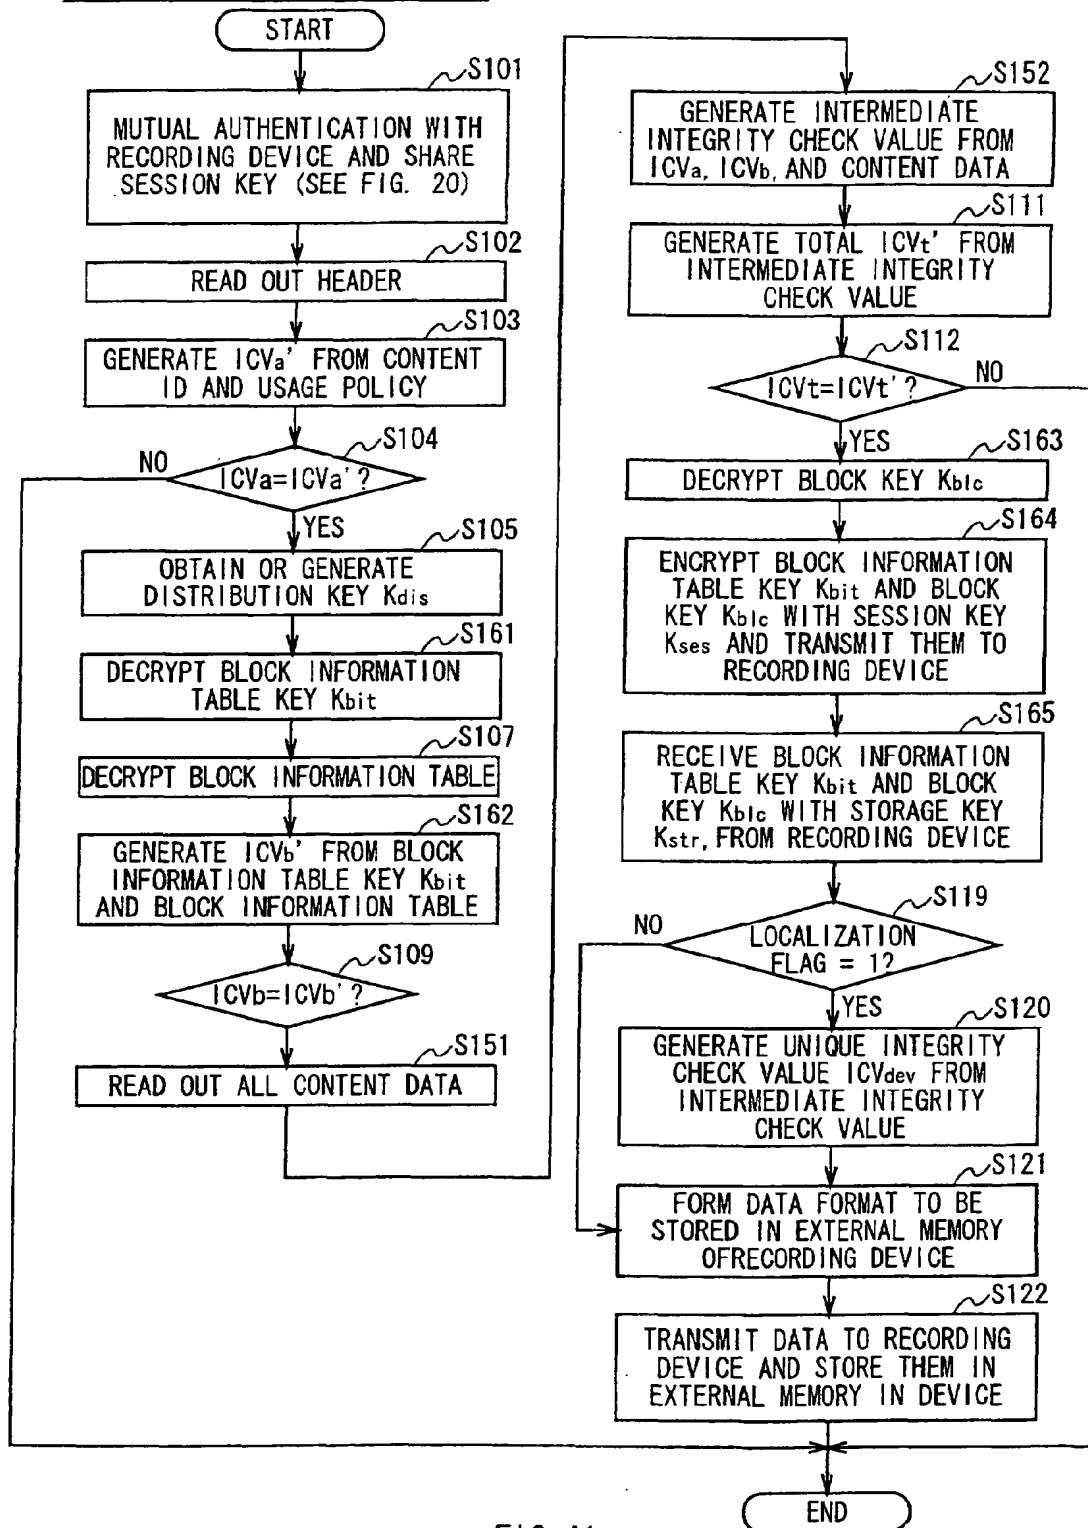 START
S101
MUTUAL AUTHENTICATION WITH
RECORDING DEVICE AND SHARE
SESSION KEY (SEE FIG. 20)
S102
READ OUT HEADER
S103
GENERATE ICVa' FROM CONTENT
ID AND USAGE POLICY
S104
ICVa=ICVa'?
NO
YES
S105
OBTAIN OR GENERATE
DISTRIBUTION KEY Kdis
S161
DECRYPT BLOCK INFORMATION
TABLE KEY Kbit
S107
DECRYPT BLOCK INFORMATION TABLE
S162
GENERATE ICVb' FROM BLOCK
INFORMATION TABLE KEY Kbit
AND BLOCK INFORMATION TABLE
S109
ICVb=ICVb'?
S151
READ OUT ALL CONTENT DATA
S152
GENERATE INTERMEDIATE
INTEGRITY CHECK VALUE FROM
ICVa, ICVb, AND CONTENT DATA
S111
GENERATE TOTAL ICVt' FROM
INTERMEDIATE INTEGRITY
CHECK VALUE
S112
ICVt=ICVt'?
NO
YES
S163
DECRYPT BLOCK KEY Kblc
S164
ENCRYPT BLOCK INFORMATION
TABLE KEY Kbit AND BLOCK
KEY Kblc WITH SESSION KEY
Kses AND TRANSMIT THEM TO
RECORDING DEVICE
S165
RECEIVE BLOCK INFORMATION
TABLE KEY Kbit AND BLOCK
KEY Kblc WITH STORAGE KEY
Kstr, FROM RECORDING DEVICE
S119
LOCALIZATION
FLAG = 1?
NO
YES
S120
GENERATE UNIQUE INTEGRITY
CHECK VALUE ICVdev FROM
INTERMEDIATE INTEGRITY
CHECK VALUE
S121
FORM DATA FORMAT TO BE
STORED IN EXTERNAL MEMORY
OFRECORDING DEVICE
S122
TRANSMIT DATA TO RECORDING
DEVICE AND STORE THEM IN
EXTERNAL MEMORY IN DEVICE
END